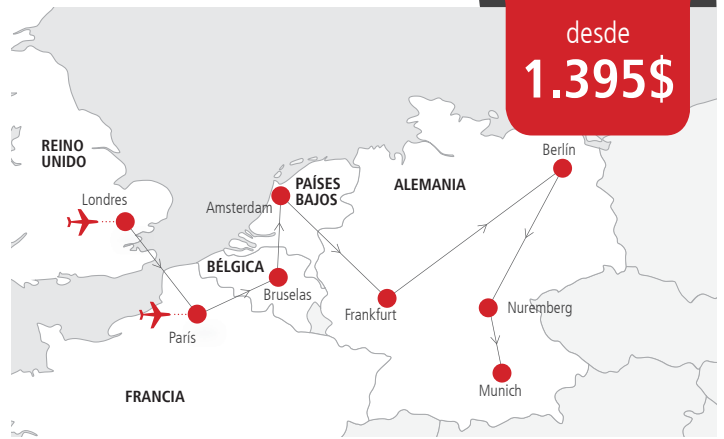 desde
1.395$
REINO
UNIDO
Londres
Amsterdam
PAÍSES
BAJOS
ALEMANIA
Berlín
BÉLGICA
Bruselas
Frankfurt
Nuremberg
París
Munich
FRANCIA